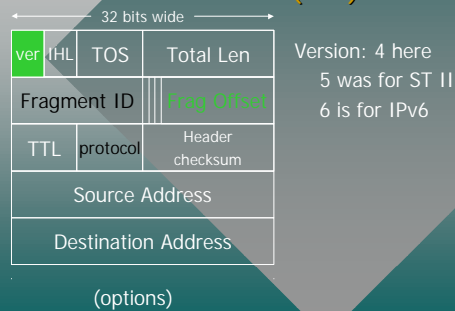 32 bits wide
ver IHL TOS Total Len
Fragment ID Frag Offset
TTL protocol Header checksum
Source Address
Destination Address
(options)
Version: 4 here
5 was for ST II
6 is for IPv6